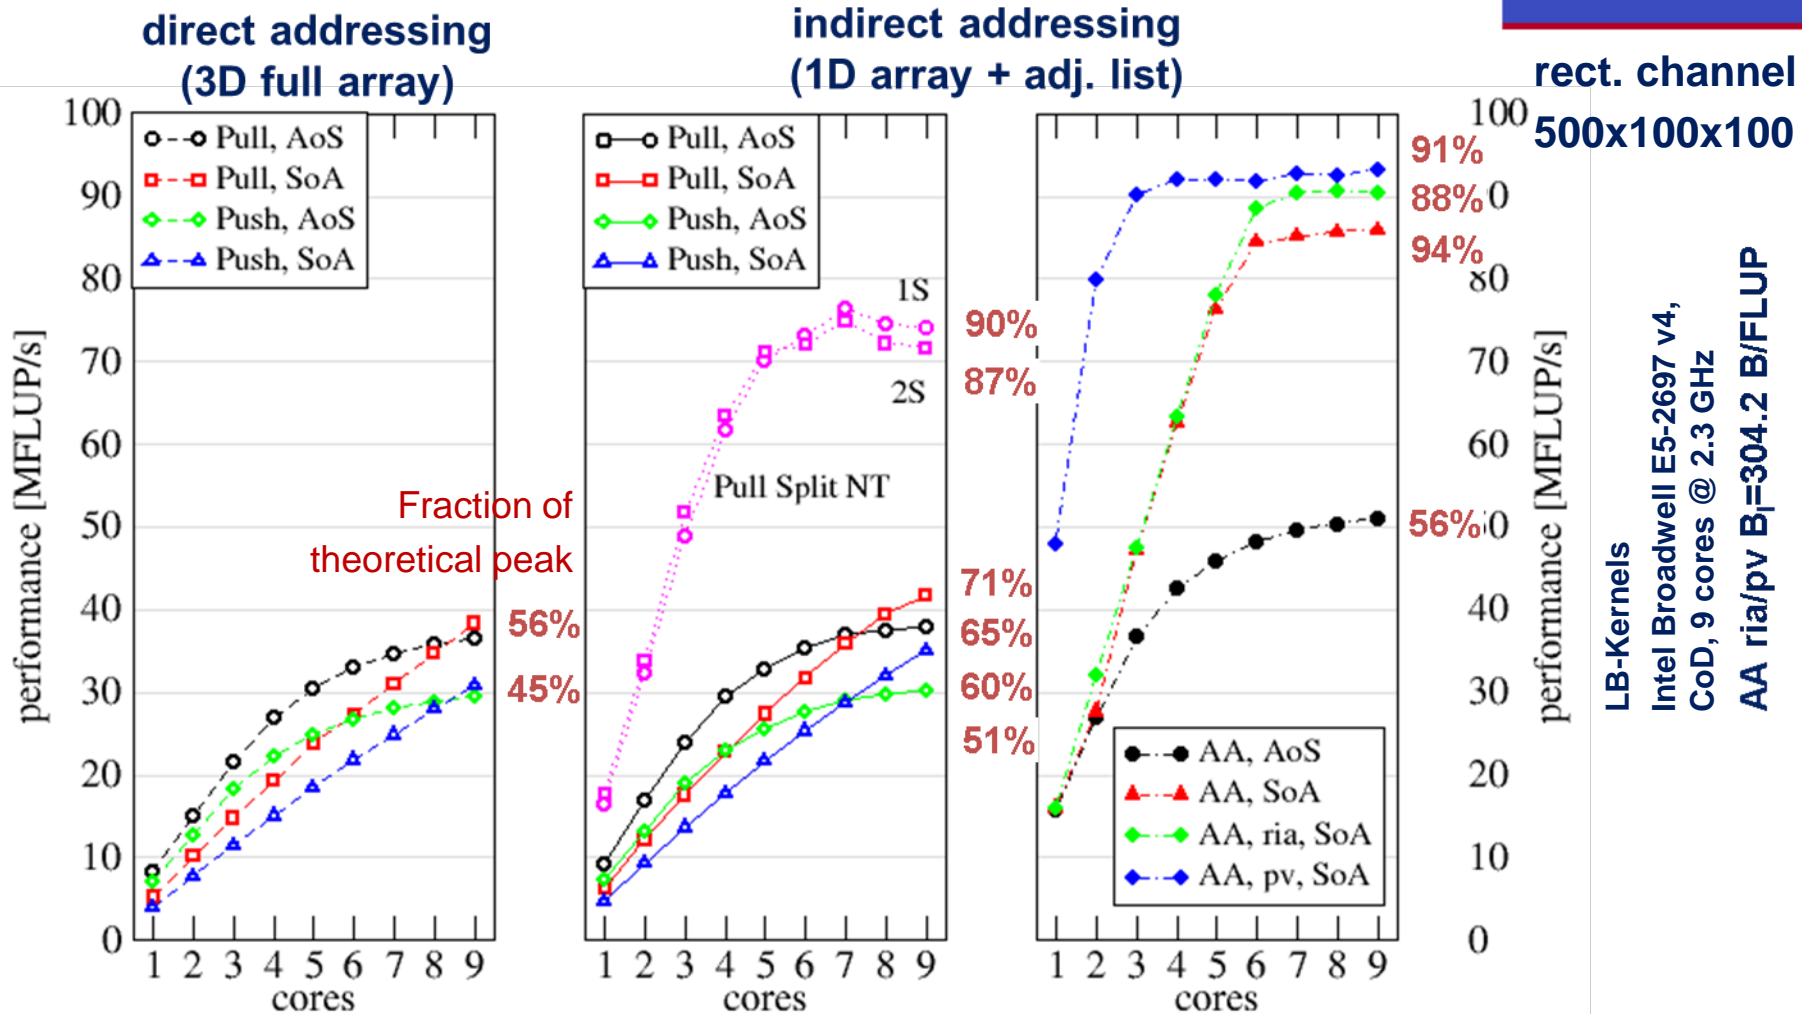 direct addressing
(3D full array)
indirect addressing
(1D array + adj. list)
rect. channel
500x100x100
performance [MFLUP/s]
100
90
80
70
60
50
40
30
20
10
0
Pull, AoS
Pull, SoA
Push, AoS
Push, SoA
Fraction of
theoretical peak
56%
45%
1 2 3 4 5 6 7 8 9
cores
Pull, AoS
Pull, SoA
Push, AoS
Push, SoA
1S
2S
Pull Split NT
90%
87%
71%
65%
60%
51%
1 2 3 4 5 6 7 8 9
cores
AA, AoS
AA, SoA
AA, ria, SoA
AA, pv, SoA
1 2 3 4 5 6 7 8 9
cores
91%
88%
94%
56%
100
0
80
70
60
0
40
30
20
10
0
performance [MFLUP/s]
LB-Kernels
Intel Broadwell E5-2697 v4,
CoD, 9 cores @ 2.3 GHz
AA ria/pv Bl=304.2 B/FLUP